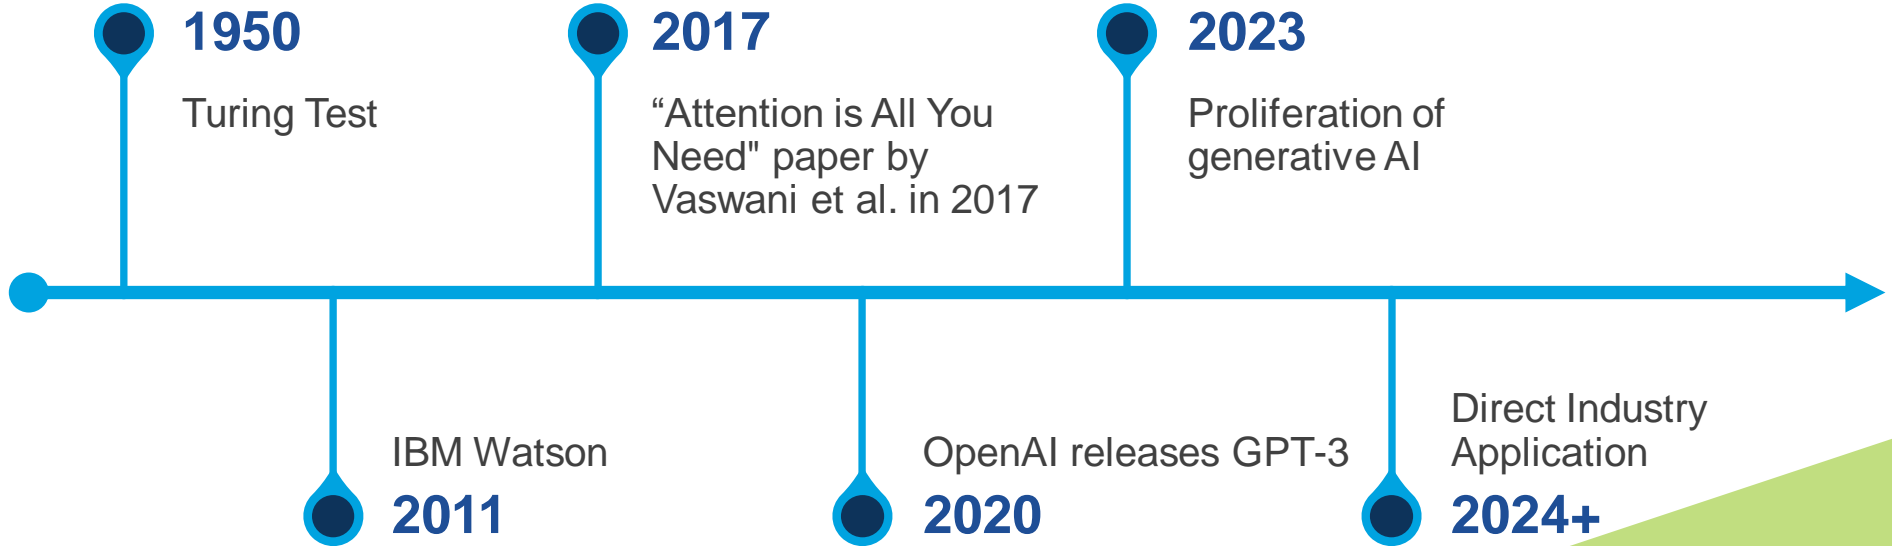 1950
Turing Test
2017
“Attention is All You
Need" paper by
Vaswani et al. in 2017
2023
Proliferation of
generative AI
IBM Watson
2011
OpenAI releases GPT-3
2020
Direct Industry
Application
2024+